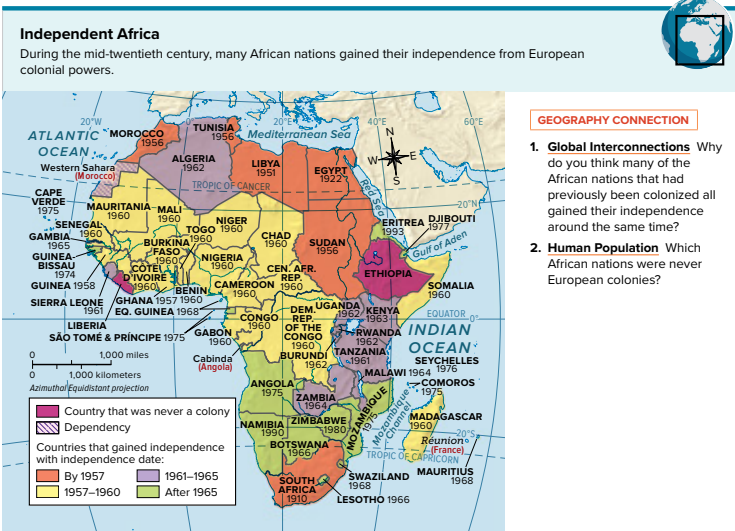 Independent Africa
During the mid-twentieth century, many African nations gained their independence from European
colonial powers.
20°W
0°
20°E
40°E
60°E
ATLANTIC
OCEAN
MOROCCO
1956
TUNISIA
1956
Mediterranean Sea
N
W
E
S
Western Sahara
(Morocco)
ALGERIA
1962
LIBYA
1951
EGYPT
1922
TROPIC OF CANCER
Red Sea
20°N
CAPE
VERDE
1975
MAURITANIA
1960
MALI
1960
NIGER
1960
CHAD
1960
SUDAN
1956
ERITREA
1993
DJIBOUTI
1977
Gulf of Aden
SENEGAL
1960
GAMBIA
1965
GUINEA-
BISSAU
1974
GUINEA 1958
SIERRA LEONE
1961
LIBERIA
BURKINA
FASO
1960
TOGO
1960
NIGERIA
1960
CÔTE
D'IVOIRE
1960
GHANA 1957
BENIN
1960
CAMEROON
1960
CEN. AFR.
REP.
1960
ETHIOPIA
SOMALIA
1960
EQ. GUINEA 1968
SÃO TOMÉ & PRÍNCIPE 1975
GABON
1960
CONGO
1960
DEM.
REP.
OF THE
CONGO
1960
UGANDA
1962
KENYA
1963
RWANDA
1962
BURUNDI
1962
TANZANIA
1961
EQUATOR
0°
INDIAN
OCEAN
SEYCHELLES
1976
Cabinda
(Angola)
ANGOLA
1975
ZAMBIA
1964
MALAWI 1964
COMOROS
1975
MOZAMBIQUE
1975
Mozambique
Channel
MADAGASCAR
1960
Réunion
(France)
20°S
MAURITIUS
1968
NAMIBIA
1990
ZIMBABWE
1980
BOTSWANA
1966
TROPIC OF CAPRICORN
SOUTH
AFRICA
1910
SWAZILAND
1968
LESOTHO 1966
0
1,000 miles
0
1,000 kilometers
Azimuthal Equidistant projection
Country that was never a colony
Dependency
Countries that gained independence
with independence date:
By 1957
1961–1965
1957–1960
After 1965
GEOGRAPHY CONNECTION
1. Global Interconnections Why
do you think many of the
African nations that had
previously been colonized all
gained their independence
around the same time?
2. Human Population Which
African nations were never
European colonies?